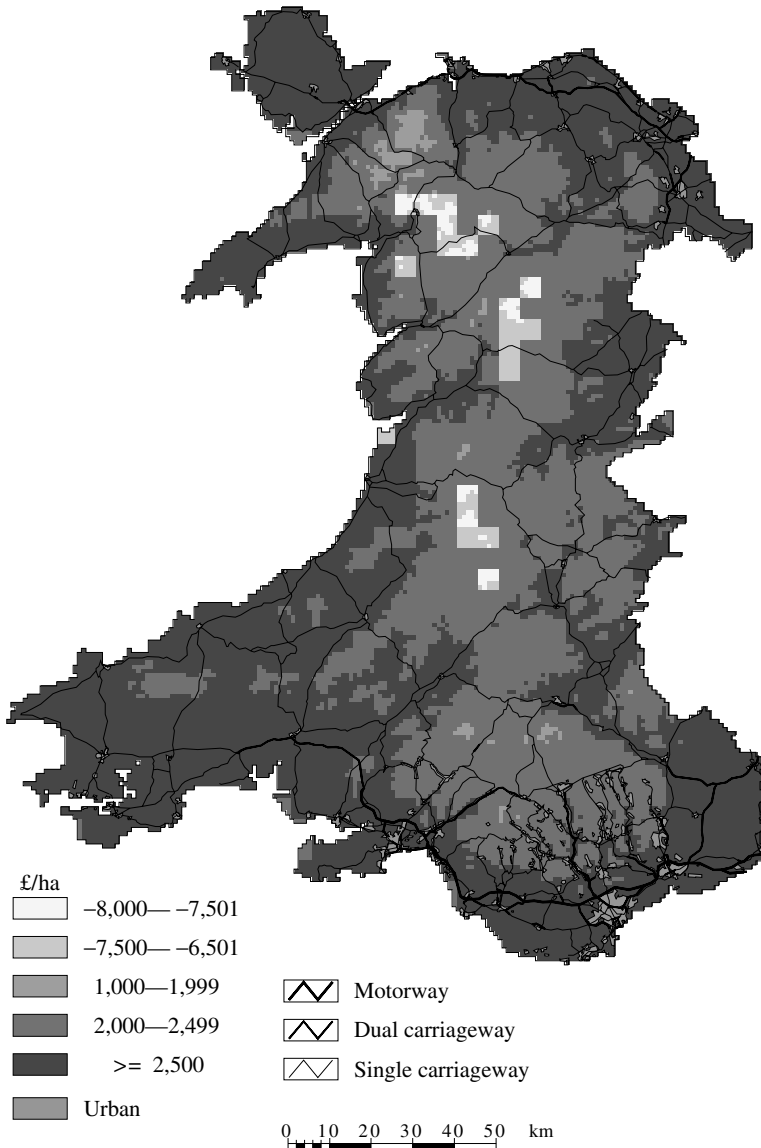 £/ha
–8,000— –7,501
–7,500— –6,501
1,000—1,999
2,000—2,499
>= 2,500
Urban
Motorway
Dual carriageway
Single carriageway
0 10 20 30 40 50 km